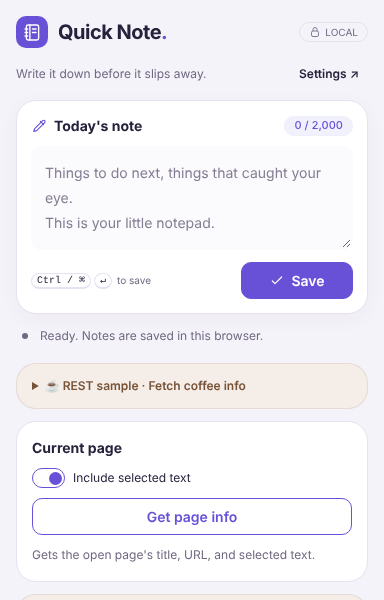 Quick Note.
LOCAL
Write it down before it slips away.
Settings ↗
Today's note
0 / 2,000
Things to do next, things that caught your
eye.
This is your little notepad.
Ctrl / ⌘ ↵ to save
Save
Ready. Notes are saved in this browser.
☕ REST sample · Fetch coffee info
Current page
Include selected text
Get page info
Gets the open page's title, URL, and selected text.